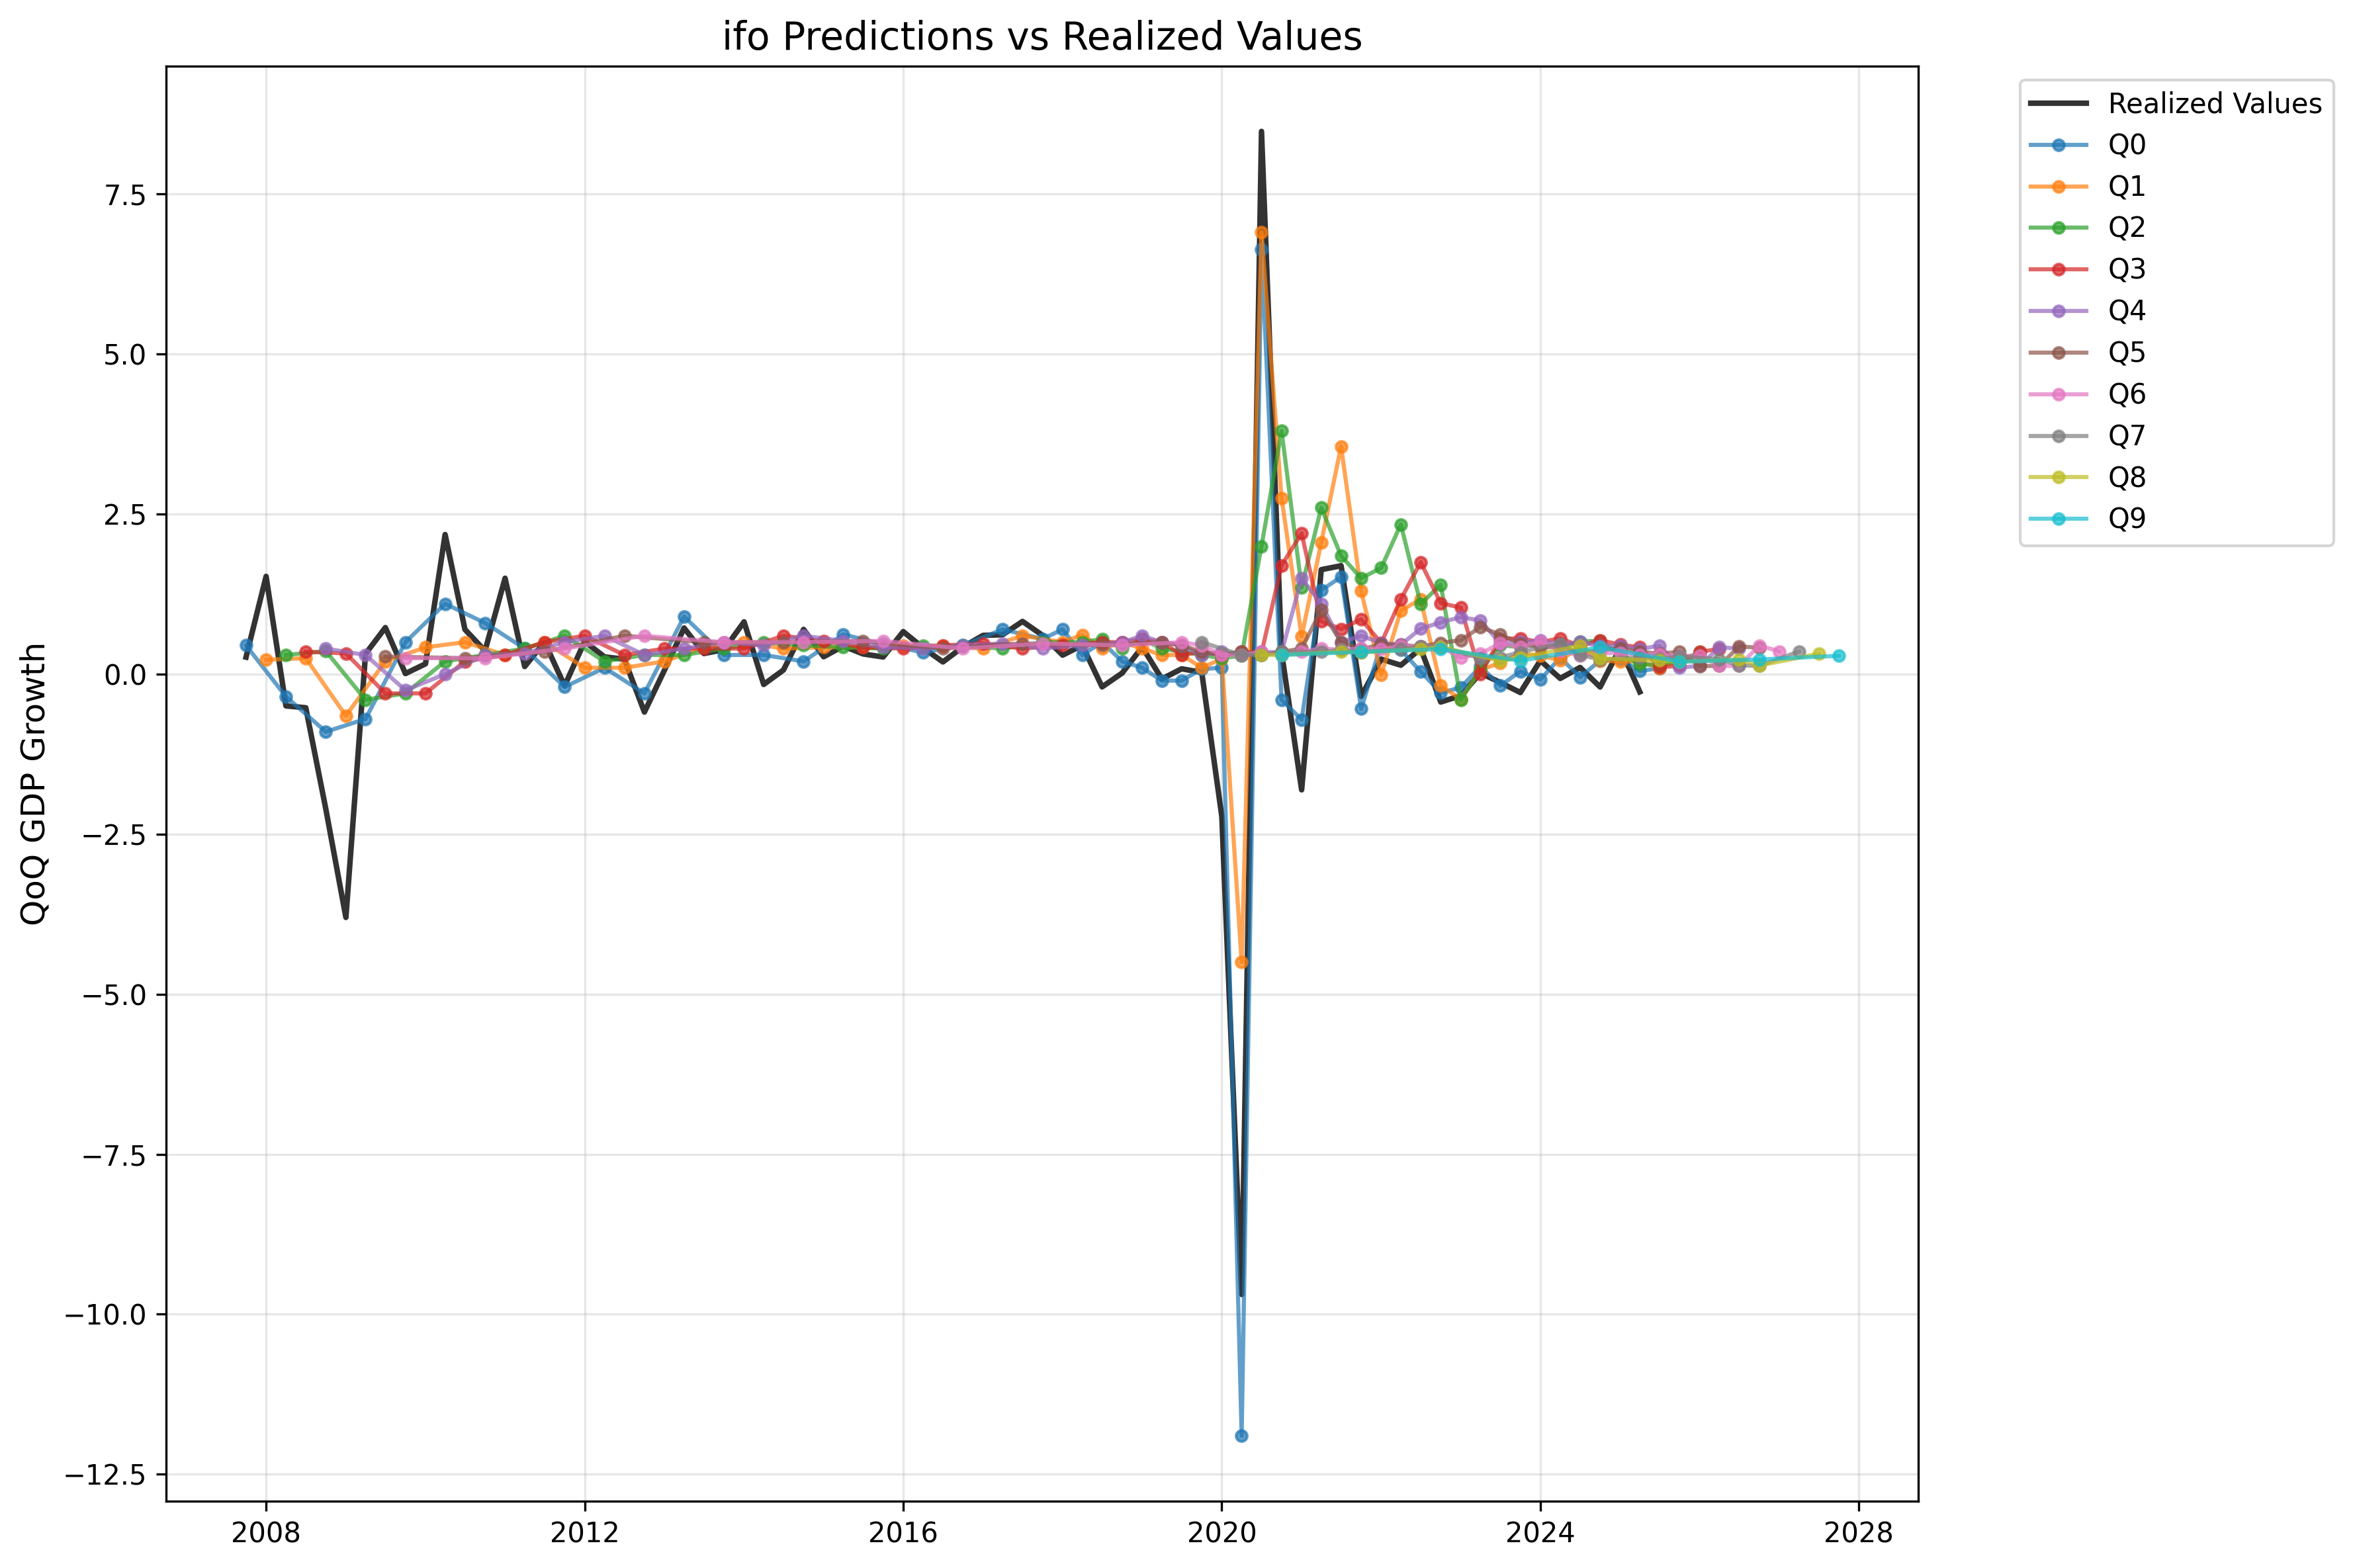 ifo Predictions vs Realized Values
QoQ GDP Growth
7.5
5.0
2.5
0.0
−2.5
−5.0
−7.5
−10.0
−12.5
2008
2012
2016
2020
2024
2028
Realized Values
Q0
Q1
Q2
Q3
Q4
Q5
Q6
Q7
Q8
Q9